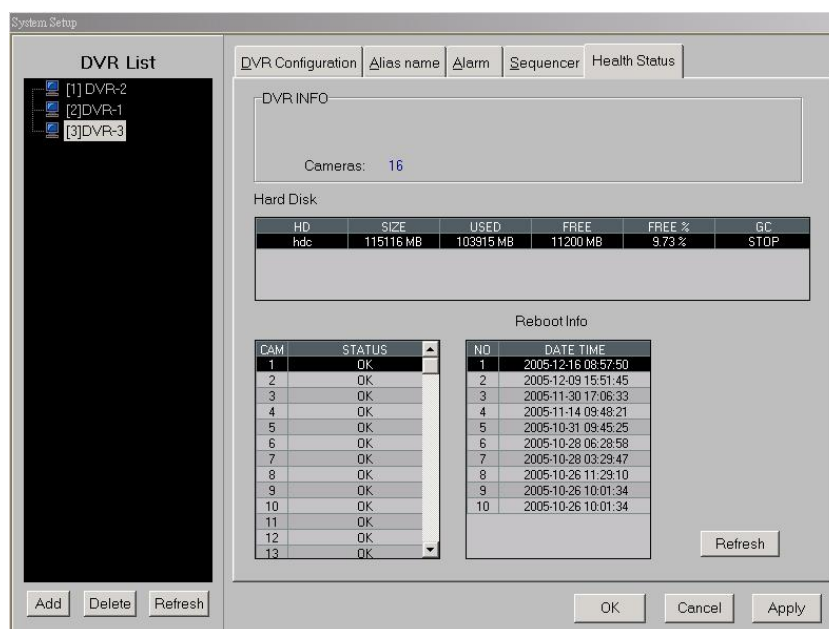 System Setup
DVR List
[1] DVR-2
[2]DVR-1
[3]DVR-3
Add Delete Refresh
DVR Configuration Alias name Alarm Sequencer Health Status
DVR INFO
Cameras: 16
Hard Disk
HD SIZE USED FREE FREE % GC
hdc 115116 MB 103915 MB 11200 MB 9.73 % STOP
CAM STATUS
1 OK
2 OK
3 OK
4 OK
5 OK
6 OK
7 OK
8 OK
9 OK
10 OK
11 OK
12 OK
13 OK
Reboot Info
NO DATE TIME
1 2005-12-16 08:57:50
2 2005-12-09 15:51:45
3 2005-11-30 17:06:33
4 2005-11-14 09:48:21
5 2005-10-31 09:45:25
6 2005-10-28 06:28:58
7 2005-10-28 03:29:47
8 2005-10-26 11:29:10
9 2005-10-26 10:01:34
10 2005-10-26 10:01:34
Refresh
OK Cancel Apply